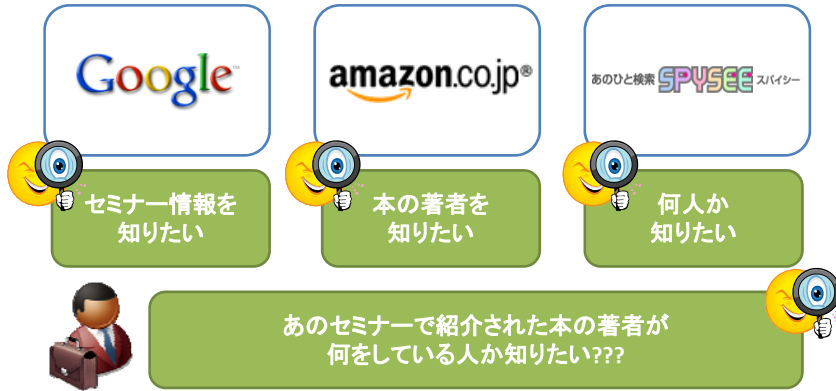 Google™
amazon.co.jp®
あのひと検索 SPYSEE スパイシー
セミナー情報を
知りたい
本の著者を
知りたい
何人か
知りたい
あのセミナーで紹介された本の著者が
何をしている人か知りたい???